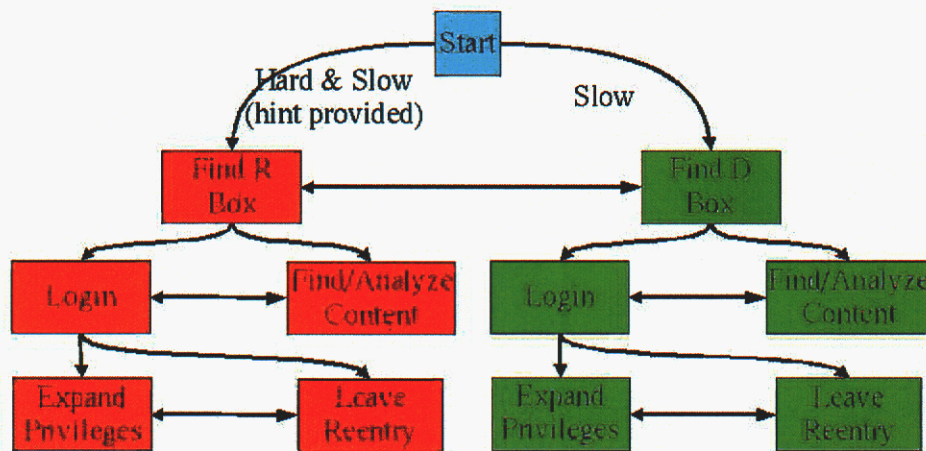 Start
Hard & Slow
(hint provided)
Slow
Find R
Box
Find D
Box
Login
Find/Analyze
Content
Login
Find/Analyze
Content
Expand
Privileges
Leave
Reentry
Expand
Privileges
Leave
Reentry